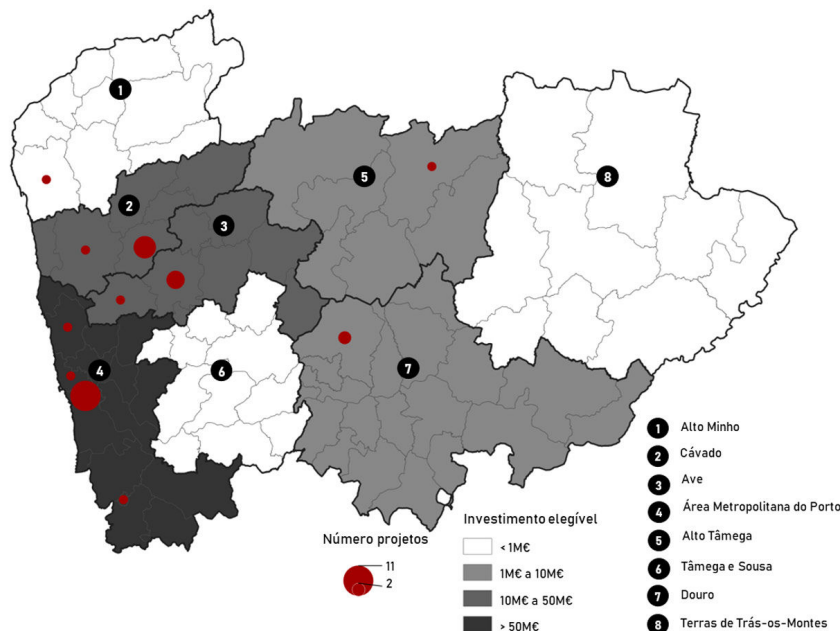 1
2
3
4
5
6
7
8
Número projetos
11
2
Investimento elegível
< 1M€
1M€ a 10M€
10M€ a 50M€
> 50M€
1 Alto Minho
2 Cávado
3 Ave
4 Área Metropolitana do Porto
5 Alto Tâmega
6 Tâmega e Sousa
7 Douro
8 Terras de Trás-os-Montes